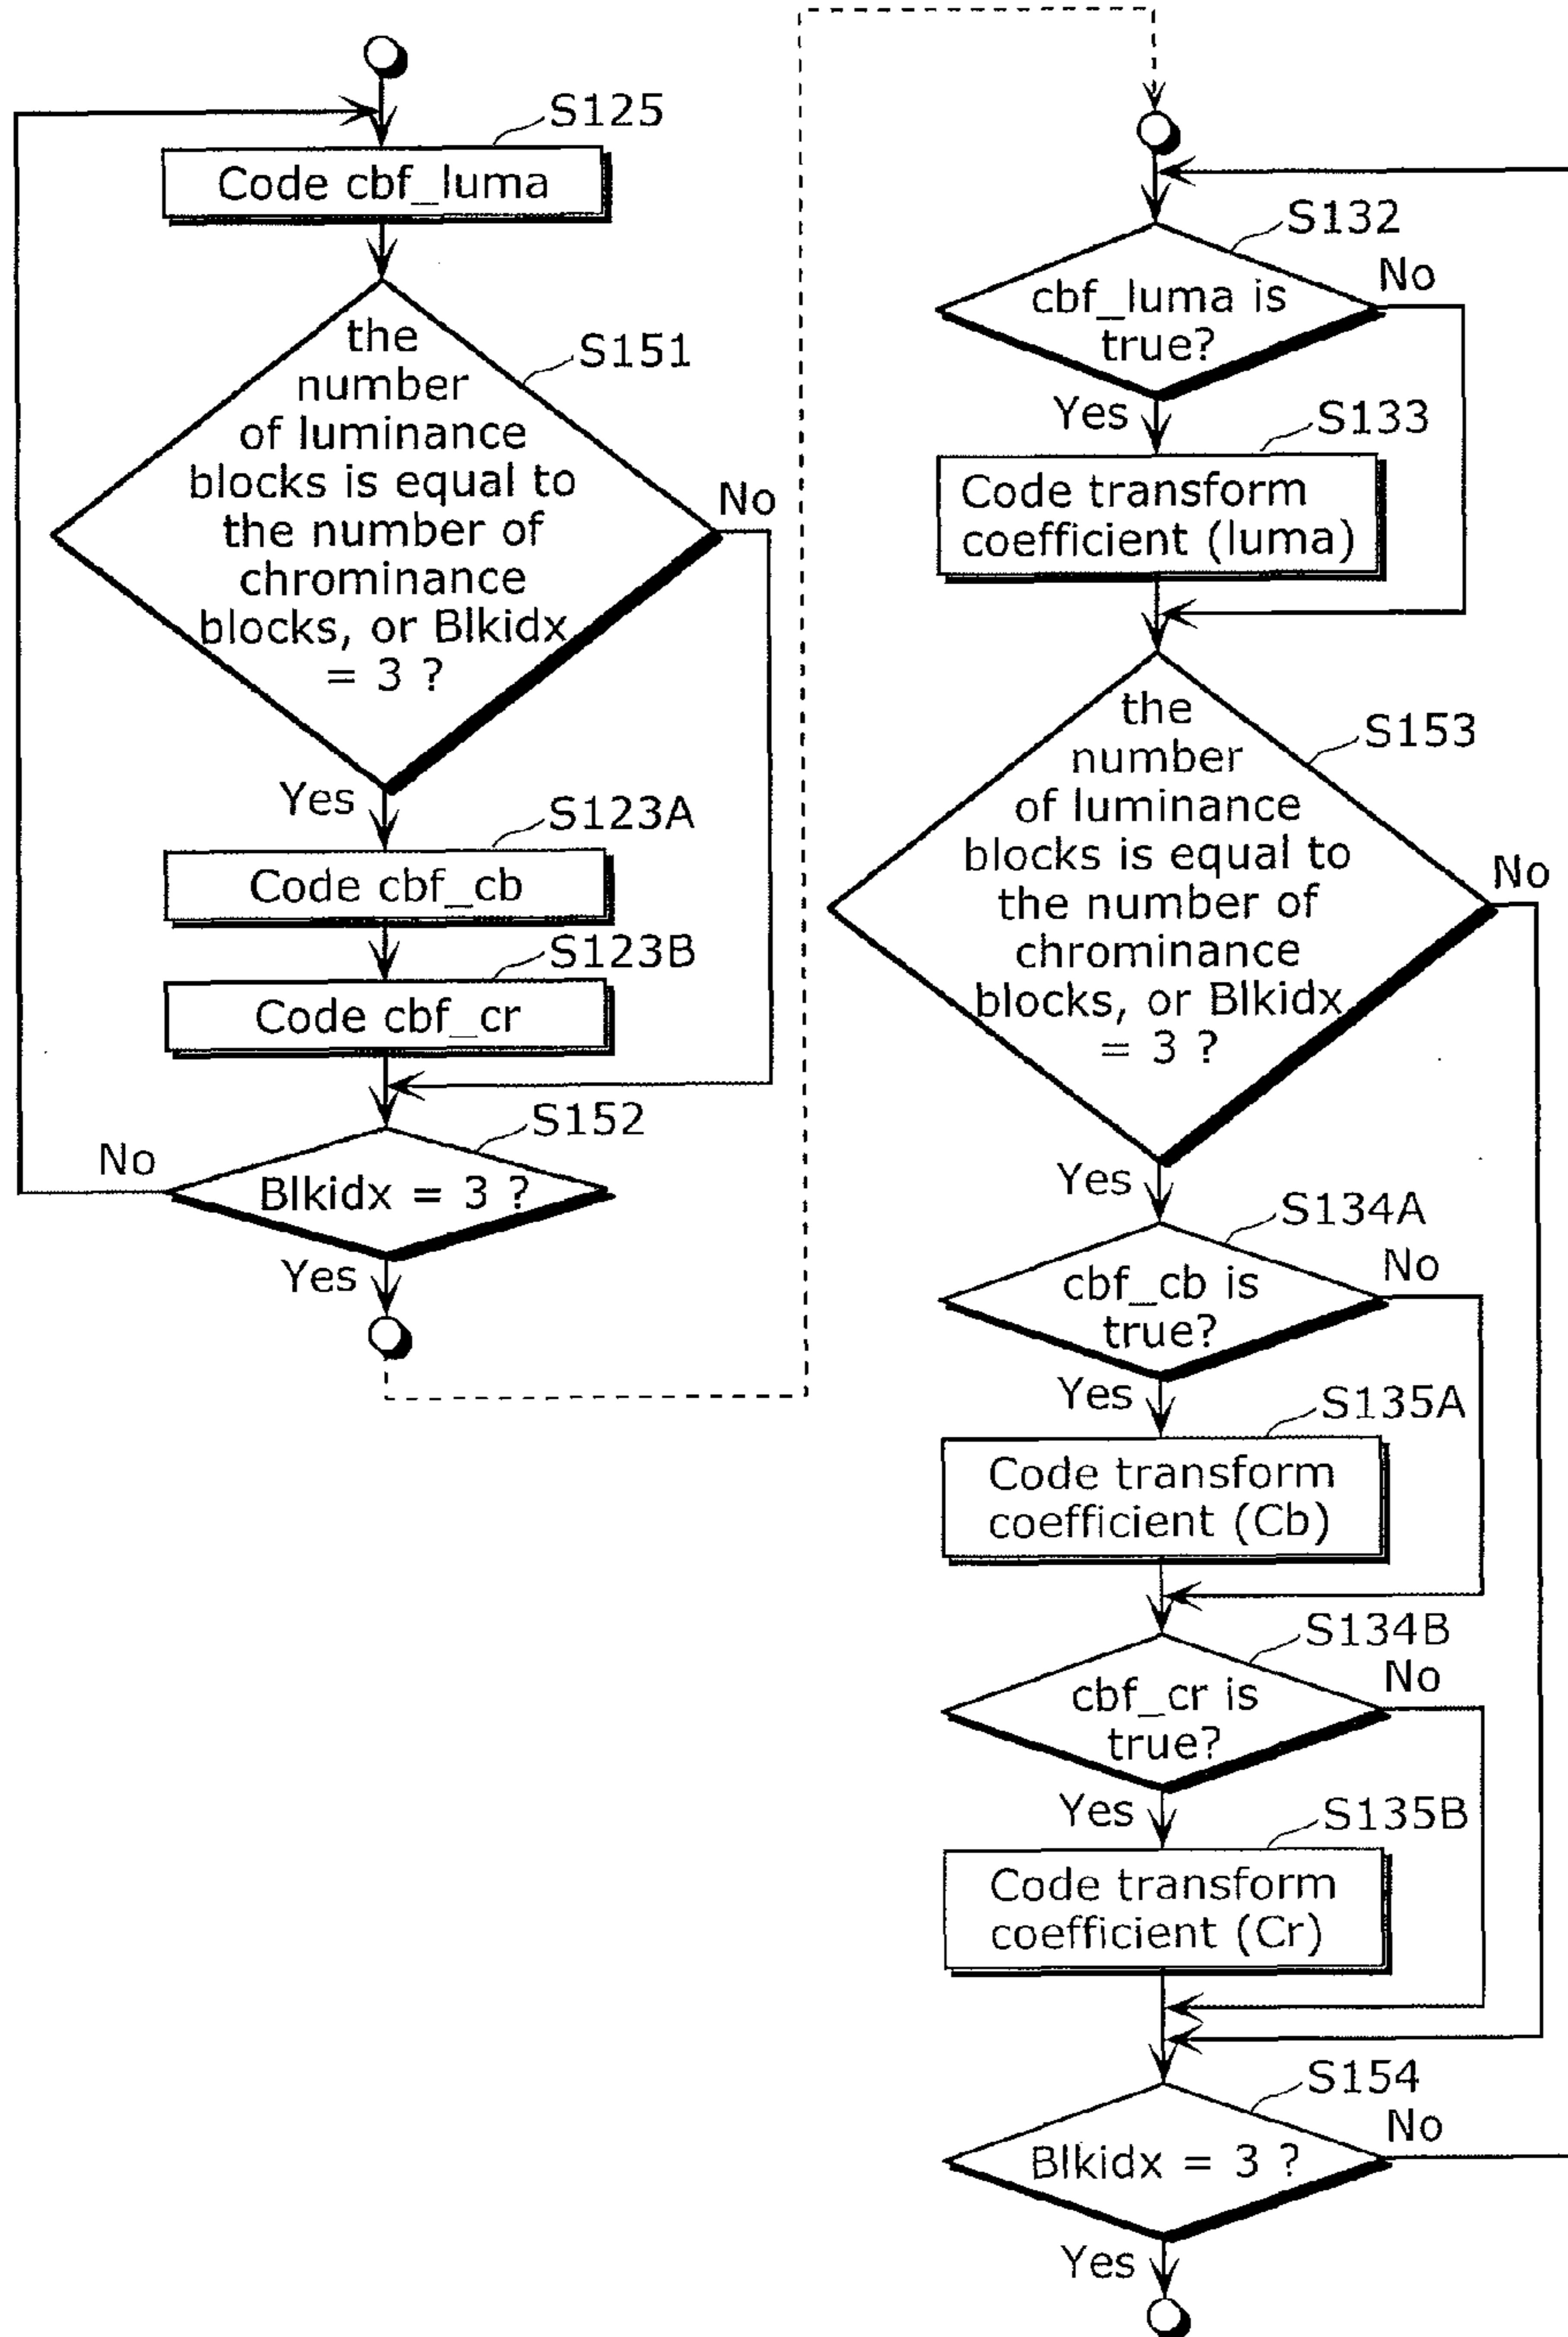 S125
Code cbf_luma
S151
the
number
of luminance
blocks is equal to
the number of
chrominance
blocks, or Blkidx
= 3 ?
No
Yes
S123A
Code cbf_cb
S123B
Code cbf_cr
S152
No
Blkidx = 3 ?
Yes
S132
No
cbf_luma is
true?
Yes
S133
Code transform
coefficient (luma)
S153
the
number
of luminance
blocks is equal to
the number of
chrominance
blocks, or Blkidx
= 3 ?
No
Yes
S134A
No
cbf_cb is
true?
Yes
S135A
Code transform
coefficient (Cb)
S134B
No
cbf_cr is
true?
Yes
S135B
Code transform
coefficient (Cr)
S154
No
Blkidx = 3 ?
Yes